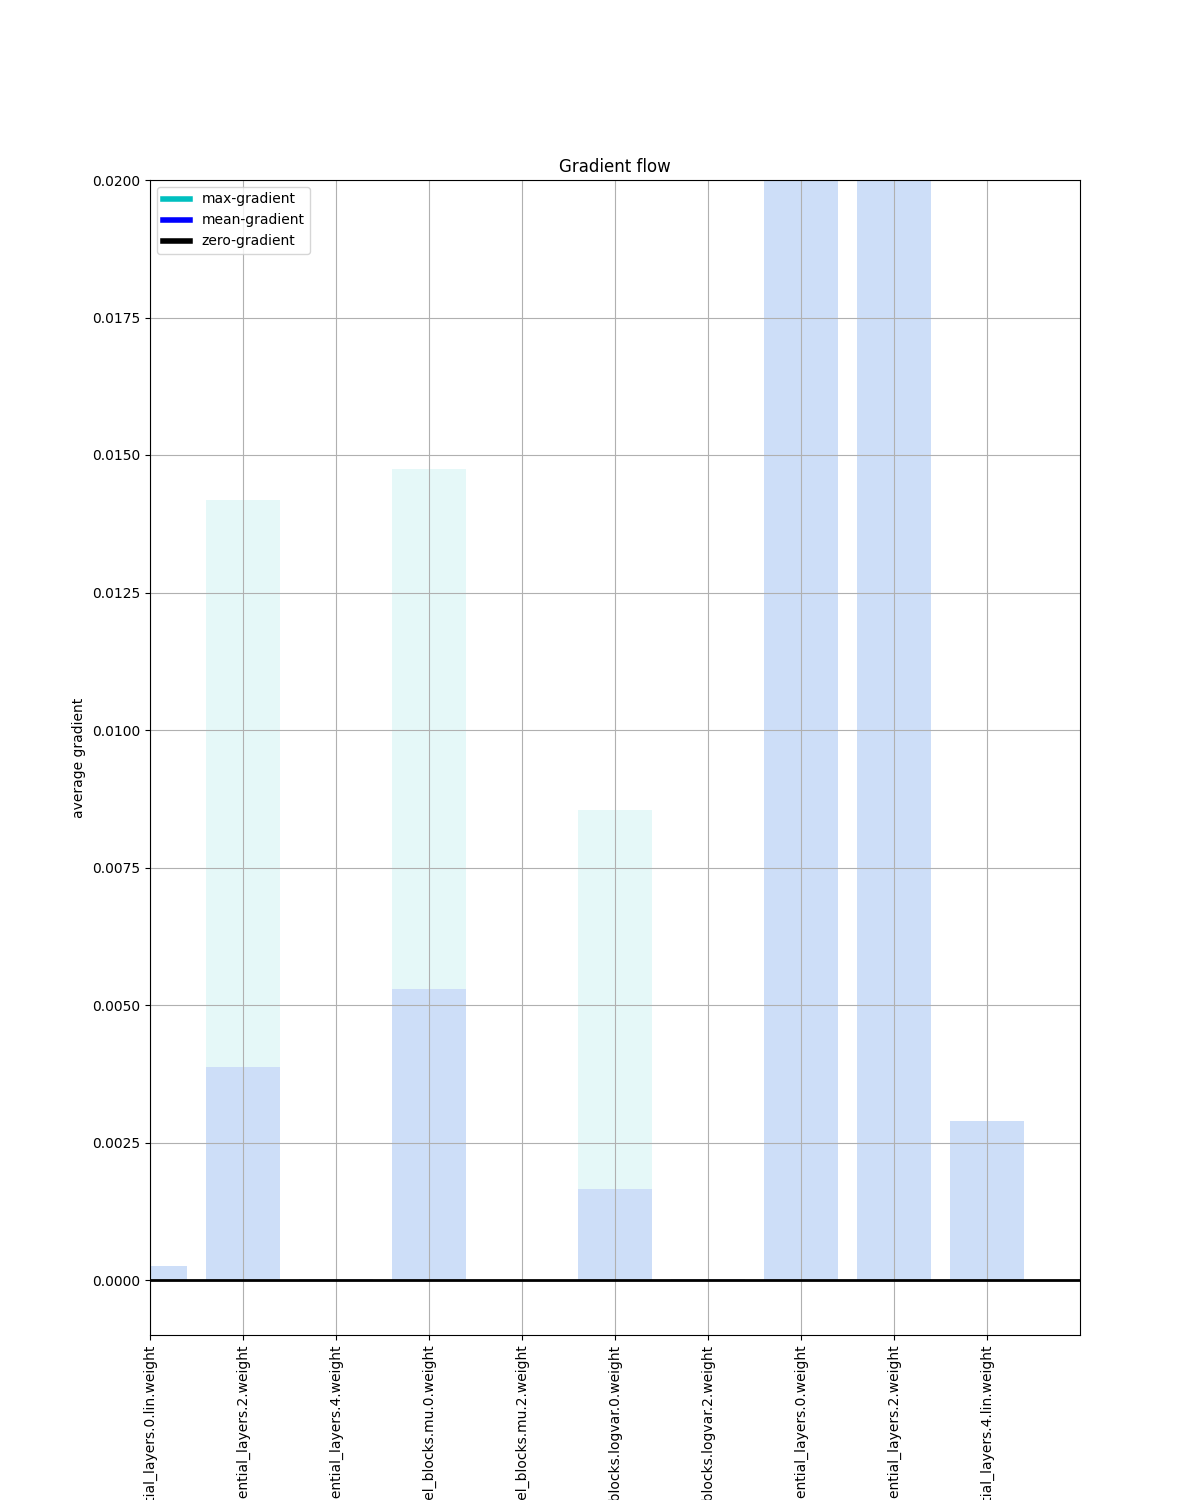 Gradient flow
max-gradient
mean-gradient
zero-gradient
0.0200
0.0175
0.0150
0.0125
0.0100
0.0075
0.0050
0.0025
0.0000
average gradient
tial_layers.0.lin.weight
ential_layers.2.weight
ential_layers.4.weight
el_blocks.mu.0.weight
el_blocks.mu.2.weight
blocks.logvar.0.weight
blocks.logvar.2.weight
ential_layers.0.weight
ential_layers.2.weight
tial_layers.4.lin.weight